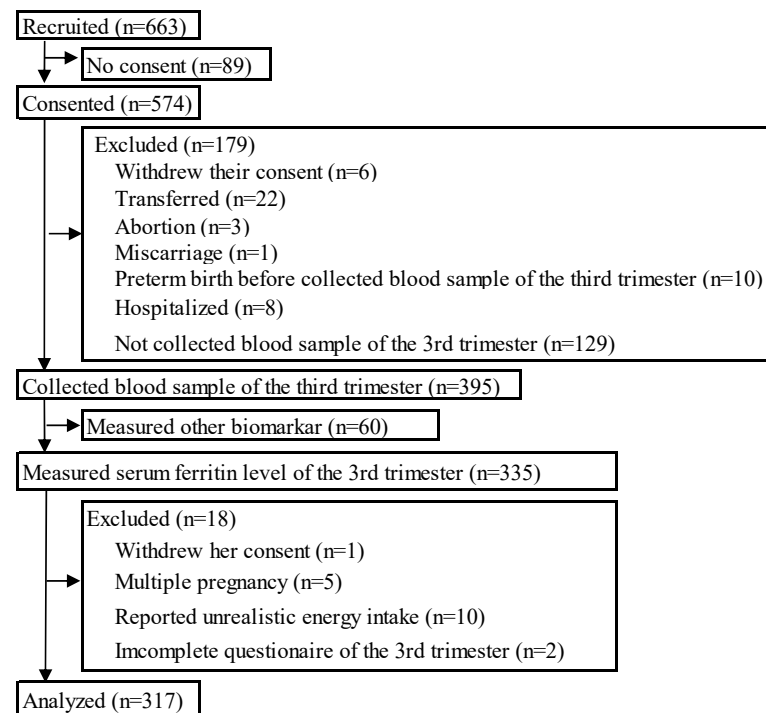 Recruited (n=663)
No consent (n=89)
Consented (n=574)
Excluded (n=179)
Withdrew their consent (n=6)
Transferred (n=22)
Abortion (n=3)
Miscarriage (n=1)
Preterm birth before collected blood sample of the third trimester (n=10)
Hospitalized (n=8)
Not collected blood sample of the 3rd trimester (n=129)
Collected blood sample of the third trimester (n=395)
Measured other biomarkar (n=60)
Measured serum ferritin level of the 3rd trimester (n=335)
Excluded (n=18)
Withdrew her consent (n=1)
Multiple pregnancy (n=5)
Reported unrealistic energy intake (n=10)
Imcomplete questionaire of the 3rd trimester (n=2)
Analyzed (n=317)